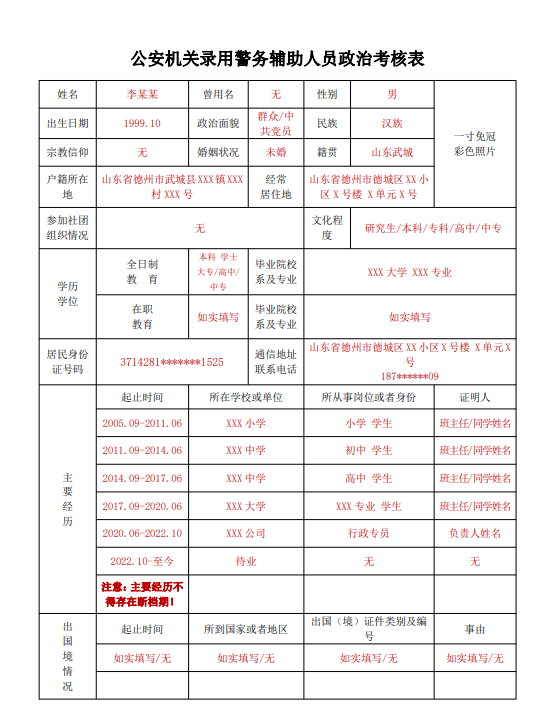 公安机关录用警务辅助人员政治考核表
姓名 李某某 曾用名 无 性别 男
出生日期 1999.10 政治面貌 群众/中共党员 民族 汉族
一寸免冠
彩色照片
宗教信仰 无 婚姻状况 未婚 籍贯 山东武城
户籍所在地 山东省德州市武城县XXX镇XXX村XXX号 经常居住地 山东省德州市德城区XX小区X号楼 X单元X号
参加社团组织情况 无 文化程度 研究生/本科/专科/高中/中专
学历
学位
全日制教 育 本科 学士 大专/高中/中专 毕业院校系及专业 XXX大学 XXX专业
在职教育 如实填写 毕业院校系及专业 如实填写
居民身份证号码 3714281*******1525 通信地址联系电话 山东省德州市德城区XX小区X号楼 X单元X号
187******09
主要经历
起止时间 所在学校或单位 所从事岗位或者身份 证明人
2005.09-2011.06 XXX小学 小学 学生 班主任/同学姓名
2011.09-2014.06 XXX中学 初中 学生 班主任/同学姓名
2014.09-2017.06 XXX中学 高中 学生 班主任/同学姓名
2017.09-2020.06 XXX大学 XXX专业 学生 班主任/同学姓名
2020.06-2022.10 XXX公司 行政专员 负责人姓名
2022.10-至今 待业 无 无
注意：主要经历不
得存在断档期！
出国境情况
起止时间 所到国家或者地区 出国（境）证件类别及编号 事由
如实填写/无 如实填写/无 如实填写/无 如实填写/无